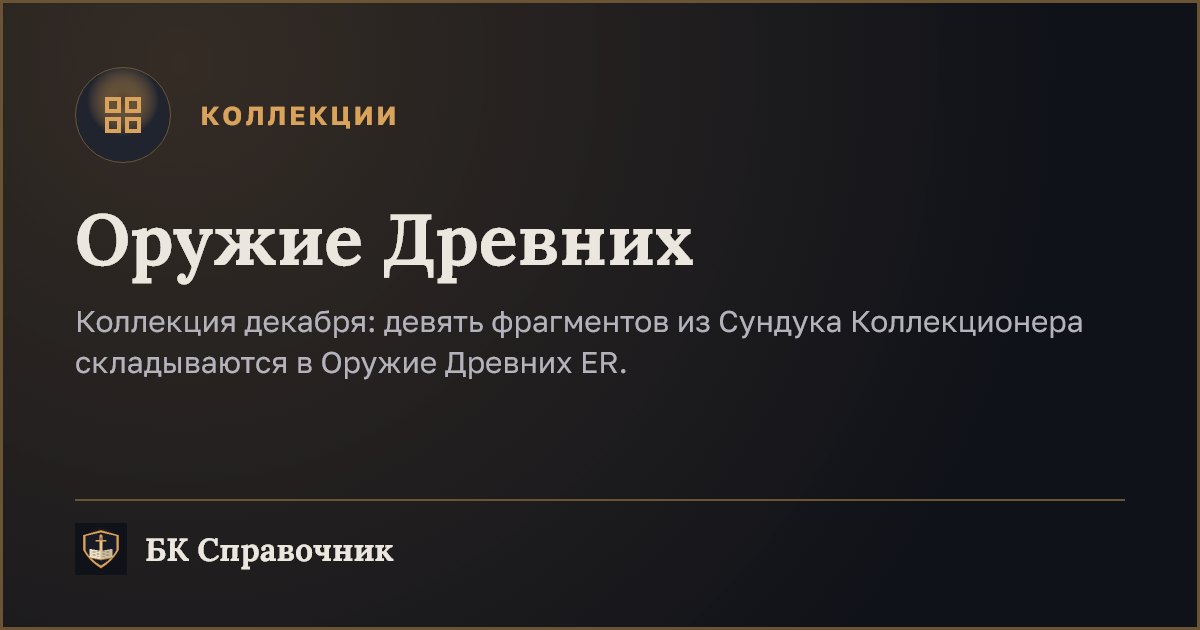 КОЛЛЕКЦИИ
Оружие Древних
Коллекция декабря: девять фрагментов из Сундука Коллекционера
складываются в Оружие Древних ER.
БК Справочник